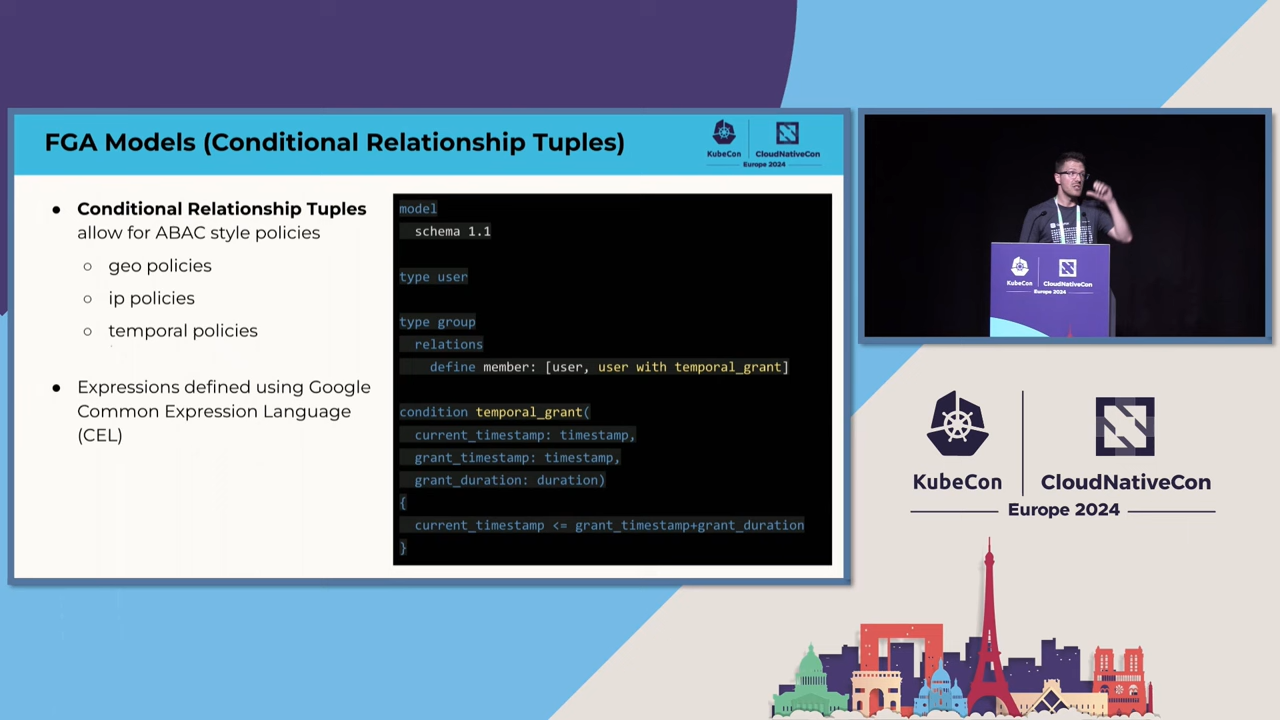 FGA Models (Conditional Relationship Tuples)
KubeCon
CloudNativeCon
Europe 2024
● Conditional Relationship Tuples
allow for ABAC style policies
○ geo policies
○ ip policies
○ temporal policies
● Expressions defined using Google
Common Expression Language
(CEL)
model
schema 1.1
type user
type group
relations
define member: [user, user with temporal_grant]
condition temporal_grant(
current_timestamp: timestamp,
grant_timestamp: timestamp,
grant_duration: duration)
{
current_timestamp <= grant_timestamp+grant_duration
}
KubeCon
CloudNativeCon
Europe 2024
KubeCon
CloudNativeCon
Europe 2024